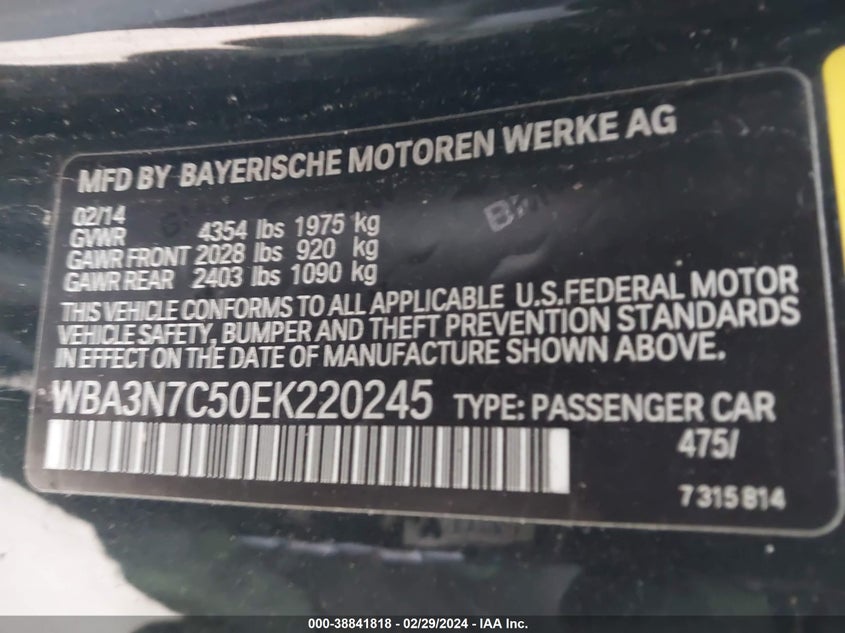 MFD BY BAYERISCHE MOTOREN WERKE AG
02/14
GVWR 4354 lbs 1975 kg
GAWR FRONT 2028 lbs 920 kg
GAWR REAR 2403 lbs 1090 kg
THIS VEHICLE CONFORMS TO ALL APPLICABLE U.S.FEDERAL MOTOR
VEHICLE SAFETY, BUMPER AND THEFT PREVENTION STANDARDS
IN EFFECT ON THE DATE OF MANUFACTURE SHOWN ABOVE.
WBA3N7C50EK220245 TYPE: PASSENGER CAR
475/
7 315 814
000-38841818 - 02/29/2024 - IAA Inc.